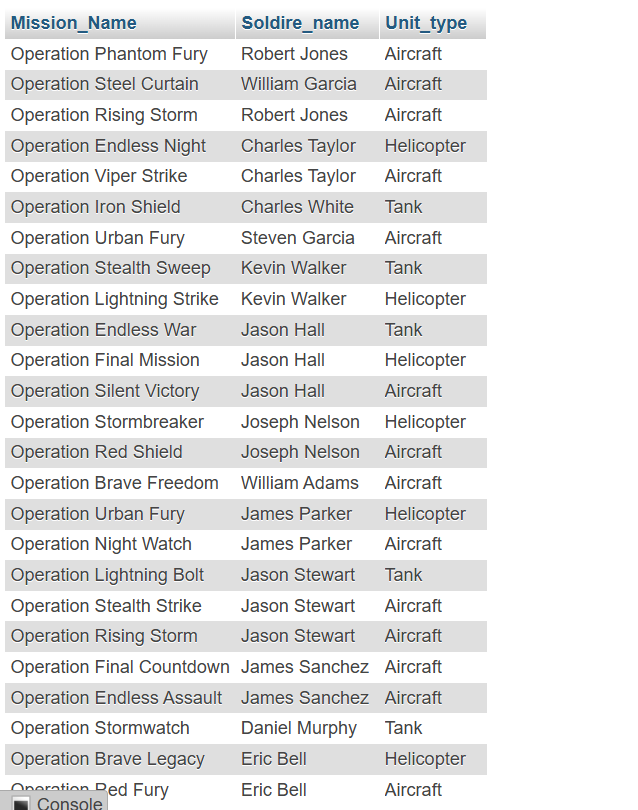 Mission_Name Soldire_name Unit_type
Operation Phantom Fury Robert Jones Aircraft
Operation Steel Curtain William Garcia Aircraft
Operation Rising Storm Robert Jones Aircraft
Operation Endless Night Charles Taylor Helicopter
Operation Viper Strike Charles Taylor Aircraft
Operation Iron Shield Charles White Tank
Operation Urban Fury Steven Garcia Aircraft
Operation Stealth Sweep Kevin Walker Tank
Operation Lightning Strike Kevin Walker Helicopter
Operation Endless War Jason Hall Tank
Operation Final Mission Jason Hall Helicopter
Operation Silent Victory Jason Hall Aircraft
Operation Stormbreaker Joseph Nelson Helicopter
Operation Red Shield Joseph Nelson Aircraft
Operation Brave Freedom William Adams Aircraft
Operation Urban Fury James Parker Helicopter
Operation Night Watch James Parker Aircraft
Operation Lightning Bolt Jason Stewart Tank
Operation Stealth Strike Jason Stewart Aircraft
Operation Rising Storm Jason Stewart Aircraft
Operation Final Countdown James Sanchez Aircraft
Operation Endless Assault James Sanchez Aircraft
Operation Stormwatch Daniel Murphy Tank
Operation Brave Legacy Eric Bell Helicopter
Operation Red Fury Eric Bell Aircraft
Console